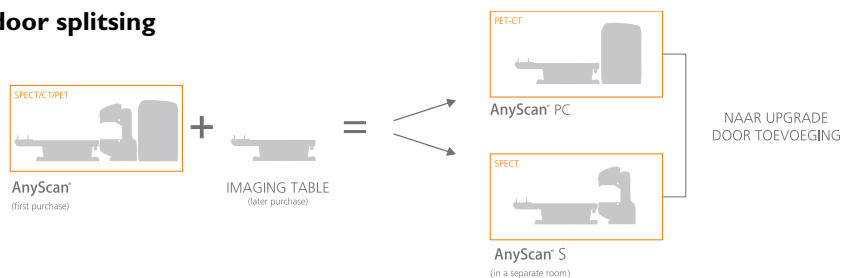 door splitsing
SPECT/CT/PET
AnyScan®
(first purchase)
+
IMAGING TABLE
(later purchase)
=
PET-CT
AnyScan® PC
SPECT
AnyScan® S
(in a separate room)
NAAR UPGRADE
DOOR TOEVOEGING